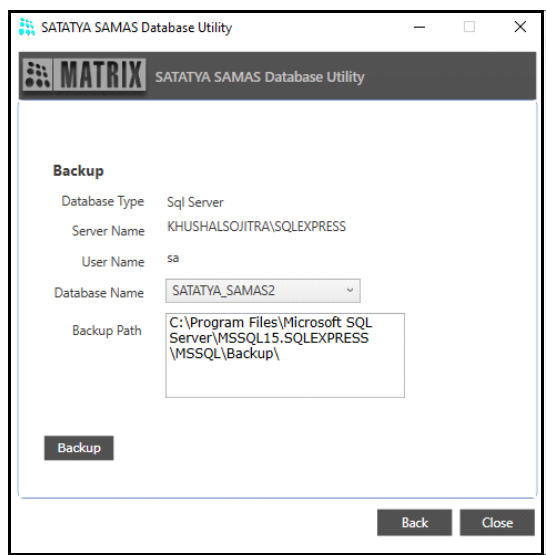 SATATYA SAMAS Database Utility
MATRIX SATATYA SAMAS Database Utility
Backup
Database Type Sql Server
Server Name KHUSHALSOJITRA\SQLEXPRESS
User Name sa
Database Name SATATYA_SAMAS2
Backup Path C:\Program Files\Microsoft SQL
Server\MSSQL15.SQLEXPRESS
\MSSQL\Backup\
Backup
Back Close